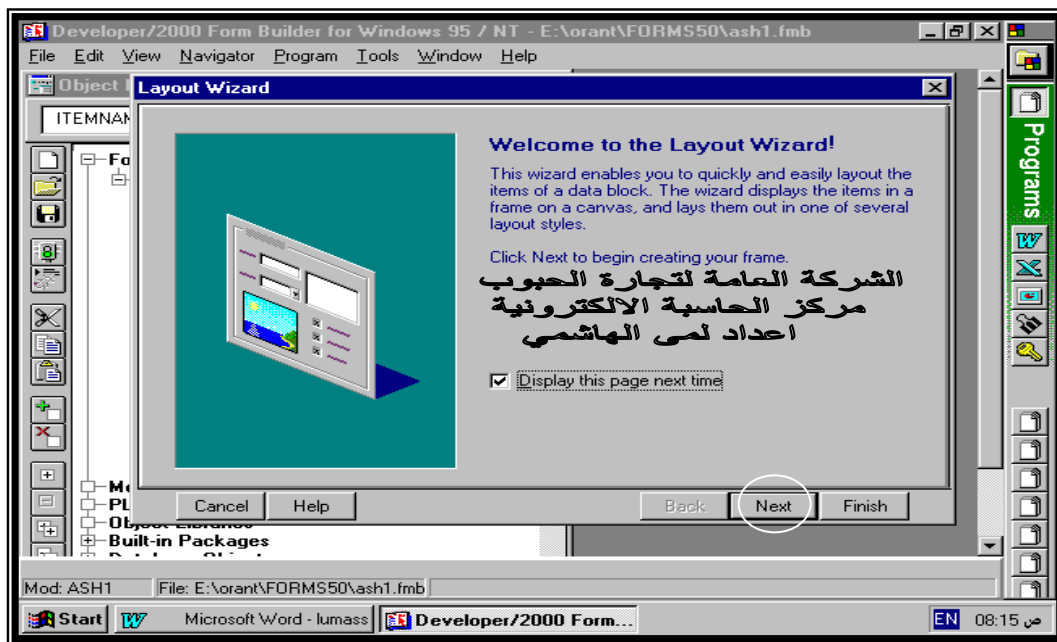 Developer/2000 Form Builder for Windows 95 / NT - E:\orant\FORMS50\ash1.fmb
File Edit View Navigator Program Tools Window Help
Object
Layout Wizard
ITEMNAM
Programs
Welcome to the Layout Wizard!
This wizard enables you to quickly and easily layout the
items of a data block. The wizard displays the items in a
frame on a canvas, and lays them out in one of several
layout styles.
Click Next to begin creating your frame.
الشركة العامة لتجارة الحبوب
مركز الحاسبة الالكترونية
اعداد لمى الهاشمي
Display this page next time
Cancel Help Back Next Finish
Built-in Packages
Mod: ASH1 File: E:\orant\FORMS50\ash1.fmb
Start Microsoft Word - lumass Developer/2000 Form... EN 08:15 ص